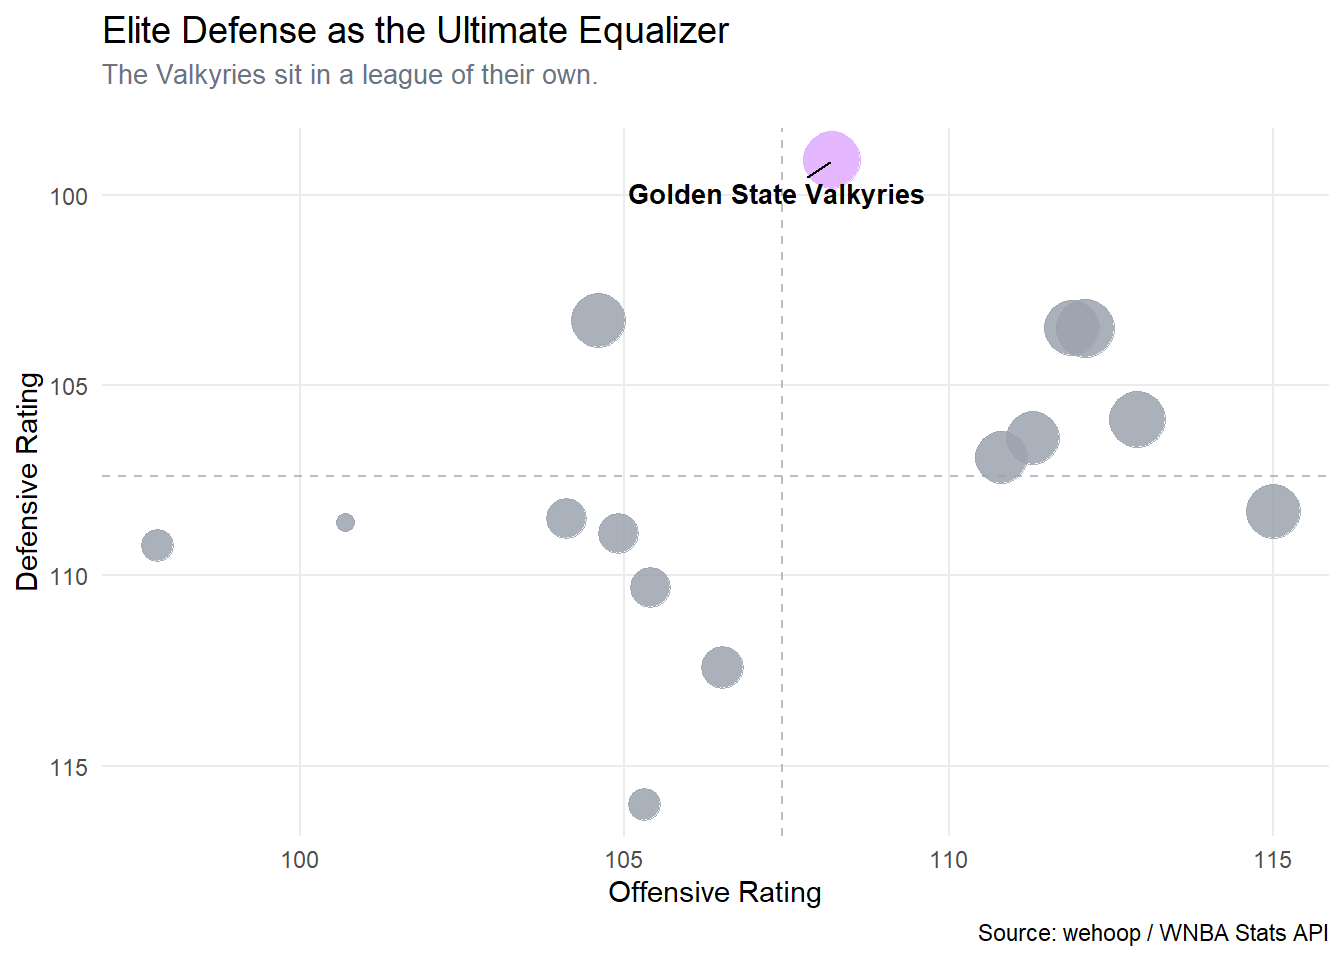 Elite Defense as the Ultimate Equalizer
The Valkyries sit in a league of their own.
Golden State Valkyries
100
105
110
115
Defensive Rating
100
105
110
115
Offensive Rating
Source: wehoop / WNBA Stats API